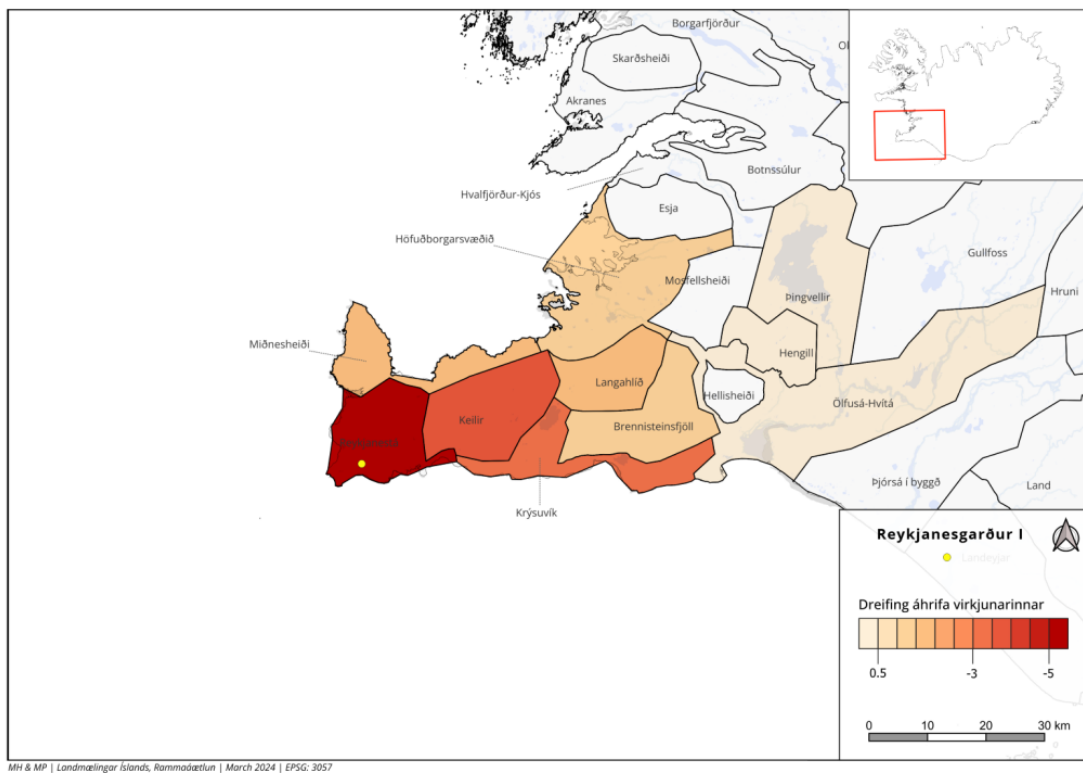 Borgarfjörður
Skarðsheiði
Akranes
Botnssúlur
Hvalfjörður-Kjós
Esja
Höfuðborgarsvæðið
Gullfoss
Mosfellsheiði
Þingvellir
Hruni
Miðnesheiði
Hengill
Langahlíð
Hellisheiði
Ölfusá-Hvítá
Keilir
Brennisteinsfjöll
Þjórsá í byggð
Land
Krýsuvík
Reykjanesgarður I
Landeyjar
Dreifing áhrifa virkjunarinnar
0.5 -3 -5
0 10 20 30 km
MH & MP | Landmælingar Íslands, Rammaáætlun | March 2024 | EPSG: 3057